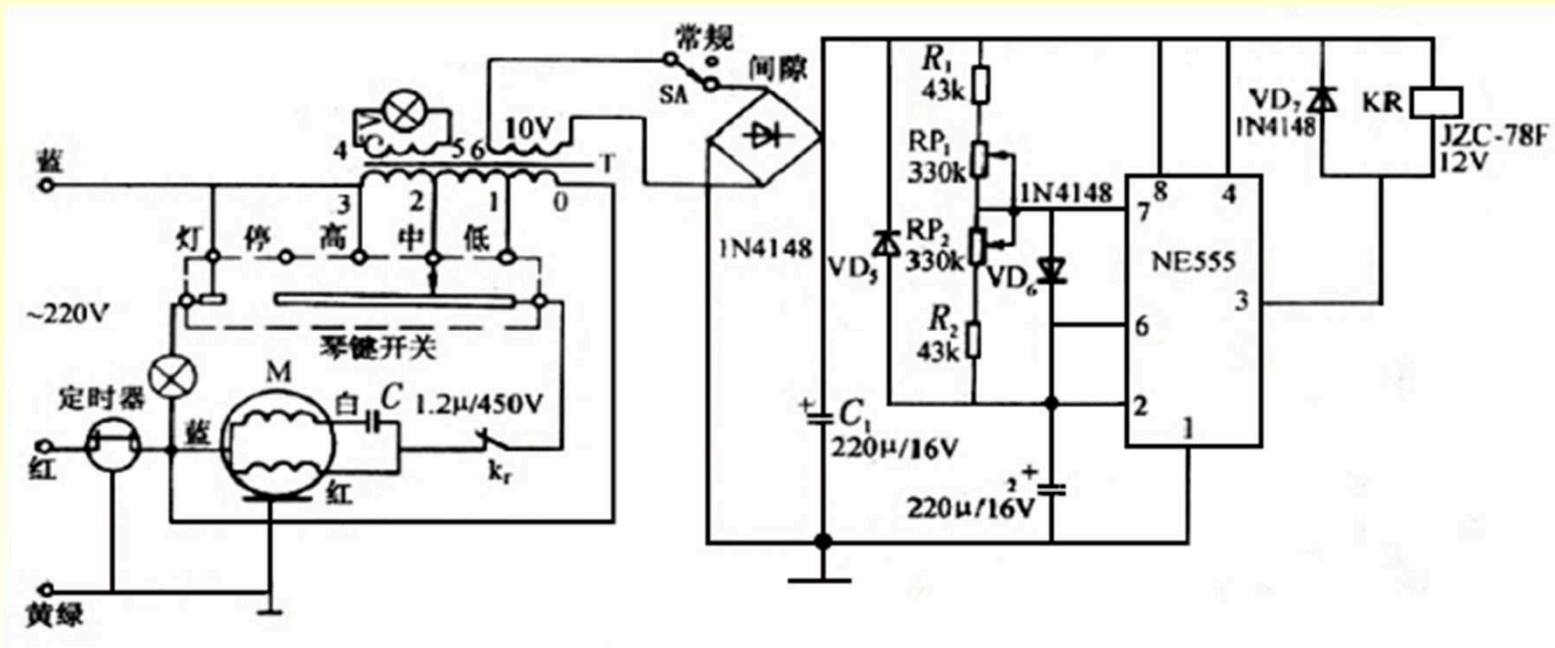 常规
间隙
SA
R₁
43k
VD₇
1N4148
KR
JZC-78F
12V
10V
4
5
6
T
蓝
3
2
1
0
RP₁
330k
1N4148
8
4
7
灯
停
高
中
低
1N4148
VD₅
RP₂
330k
VD₆
NE555
3
~220V
6
琴键开关
R₂
43k
定时器
M
白
C
1.2μ/450V
蓝
2
1
红
红
kᵣ
C₁
220μ/16V
2
220μ/16V
黄绿